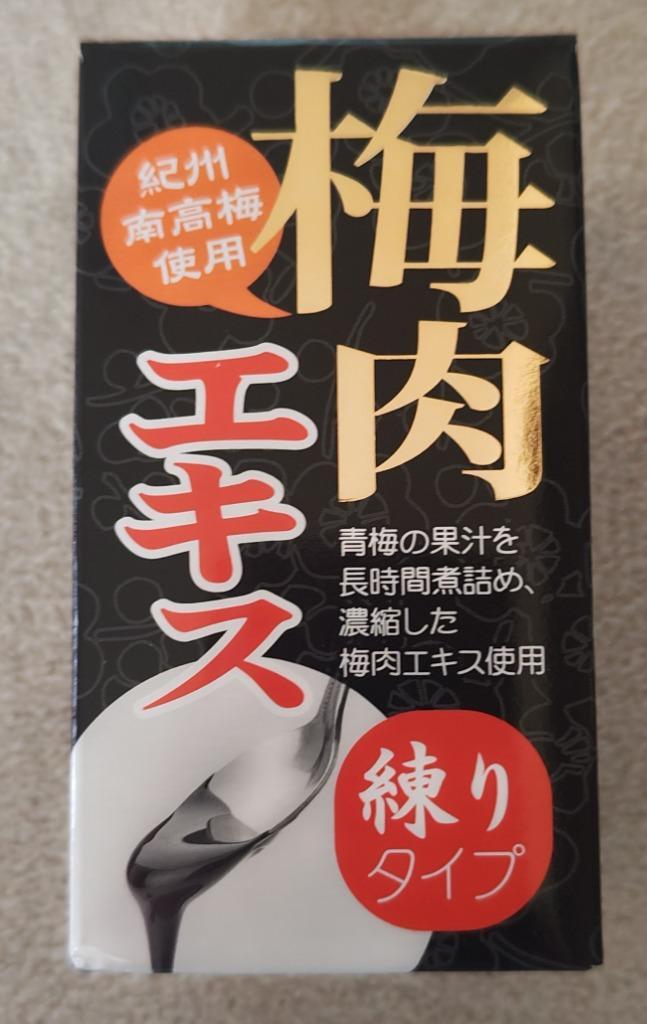 梅肉
エキス
紀州
南高梅
使用
青梅の果汁を
長時間煮詰め、
濃縮した
梅肉エキス使用
練り
タイプ